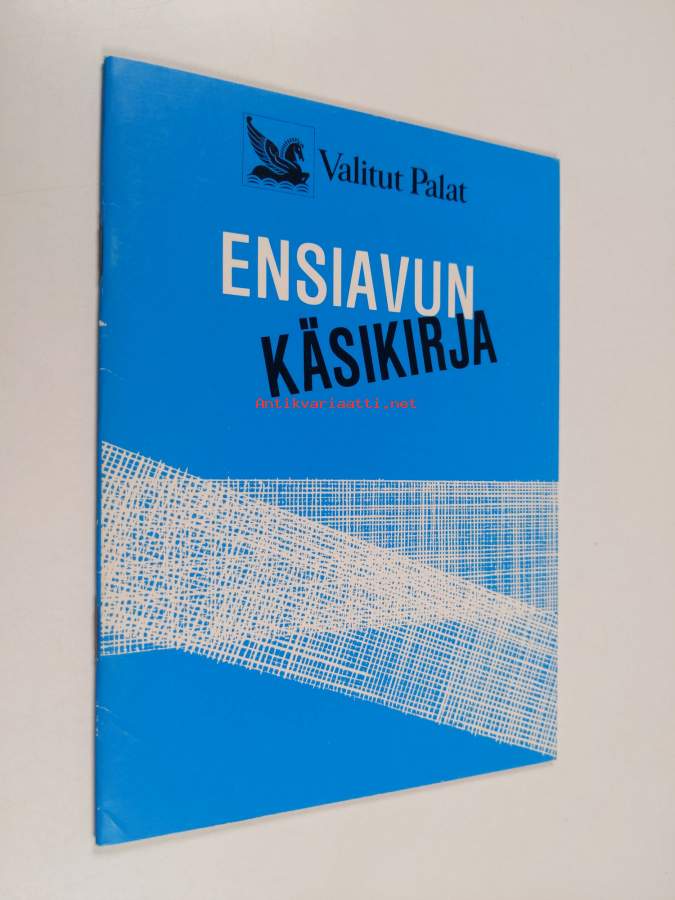 Valitut Palat
ENSIAVUN
KÄSIKIRJA
Antikvariaatti.net